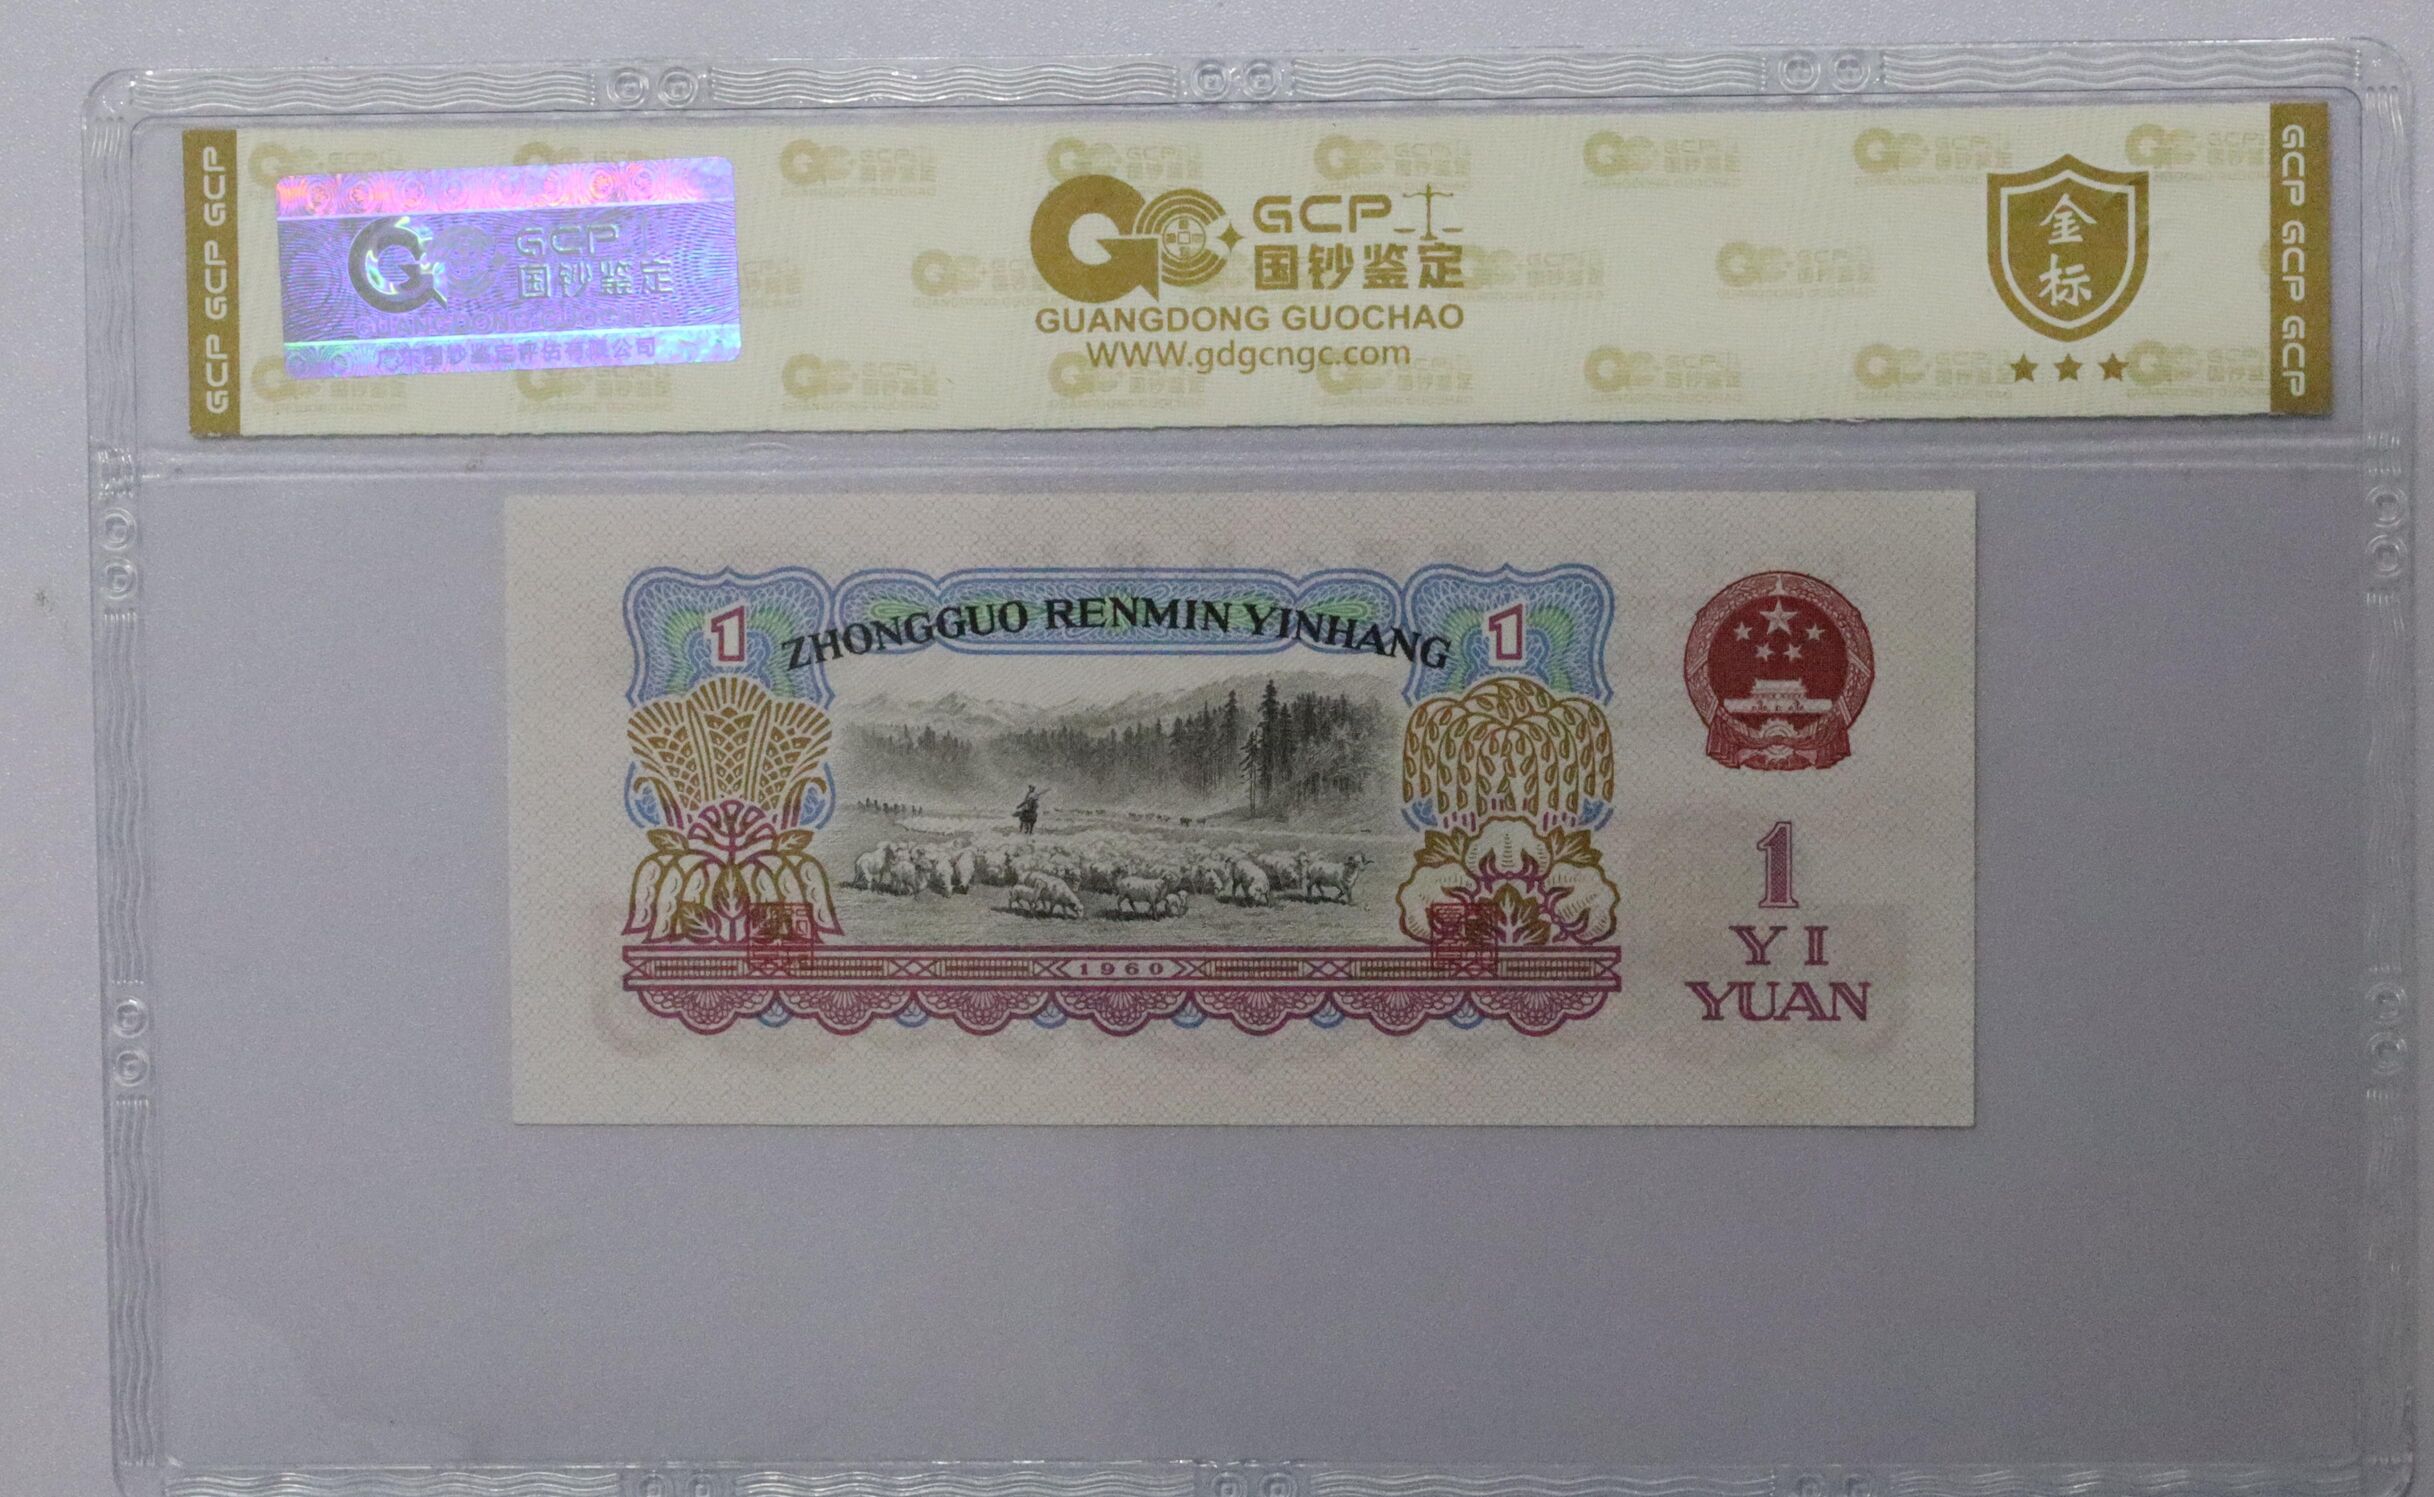 GCP GCP GCP
GCP
国钞鉴定
GUANGDONG GUOCHAO
广东国钞鉴定评估有限公司
GCP
国钞鉴定
GUANGDONG GUOCHAO
WWW.gdgcngc.com
金
标
GCP GCP GCP
1
ZHONGGUO RENMIN YINHANG
1
1960
1
YI
YUAN